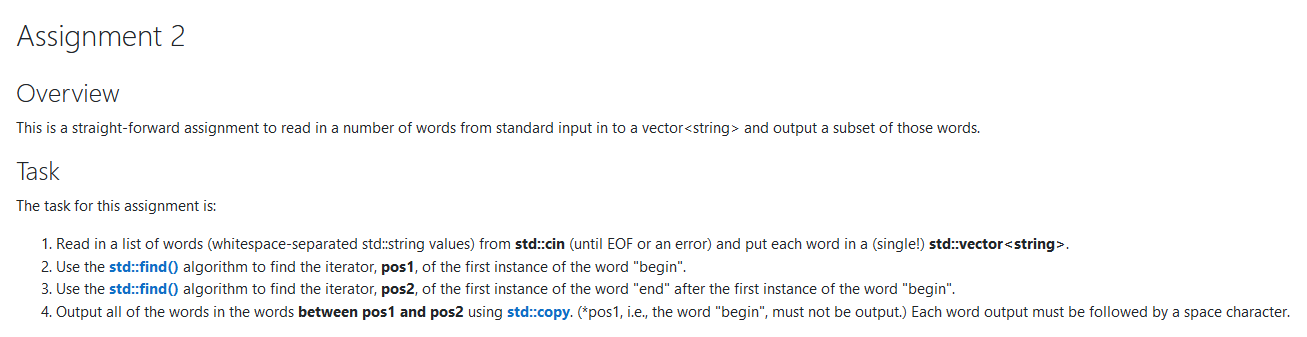 Assignment 2
Overview
This is a straight-forward assignment to read in a number of words from standard input in to a vector<string> and output a subset of those words.
Task
The task for this assignment is:
1. Read in a list of words (whitespace-separated std::string values) from std::cin (until EOF or an error) and put each word in a (single!) std::vector<string>.
2. Use the std::find() algorithm to find the iterator, pos1, of the first instance of the word "begin".
3. Use the std::find() algorithm to find the iterator, pos2, of the first instance of the word "end" after the first instance of the word "begin".
4. Output all of the words in the words between pos1 and pos2 using std::copy. (*pos1, i.e., the word "begin", must not be output.) Each word output must be followed by a space character.